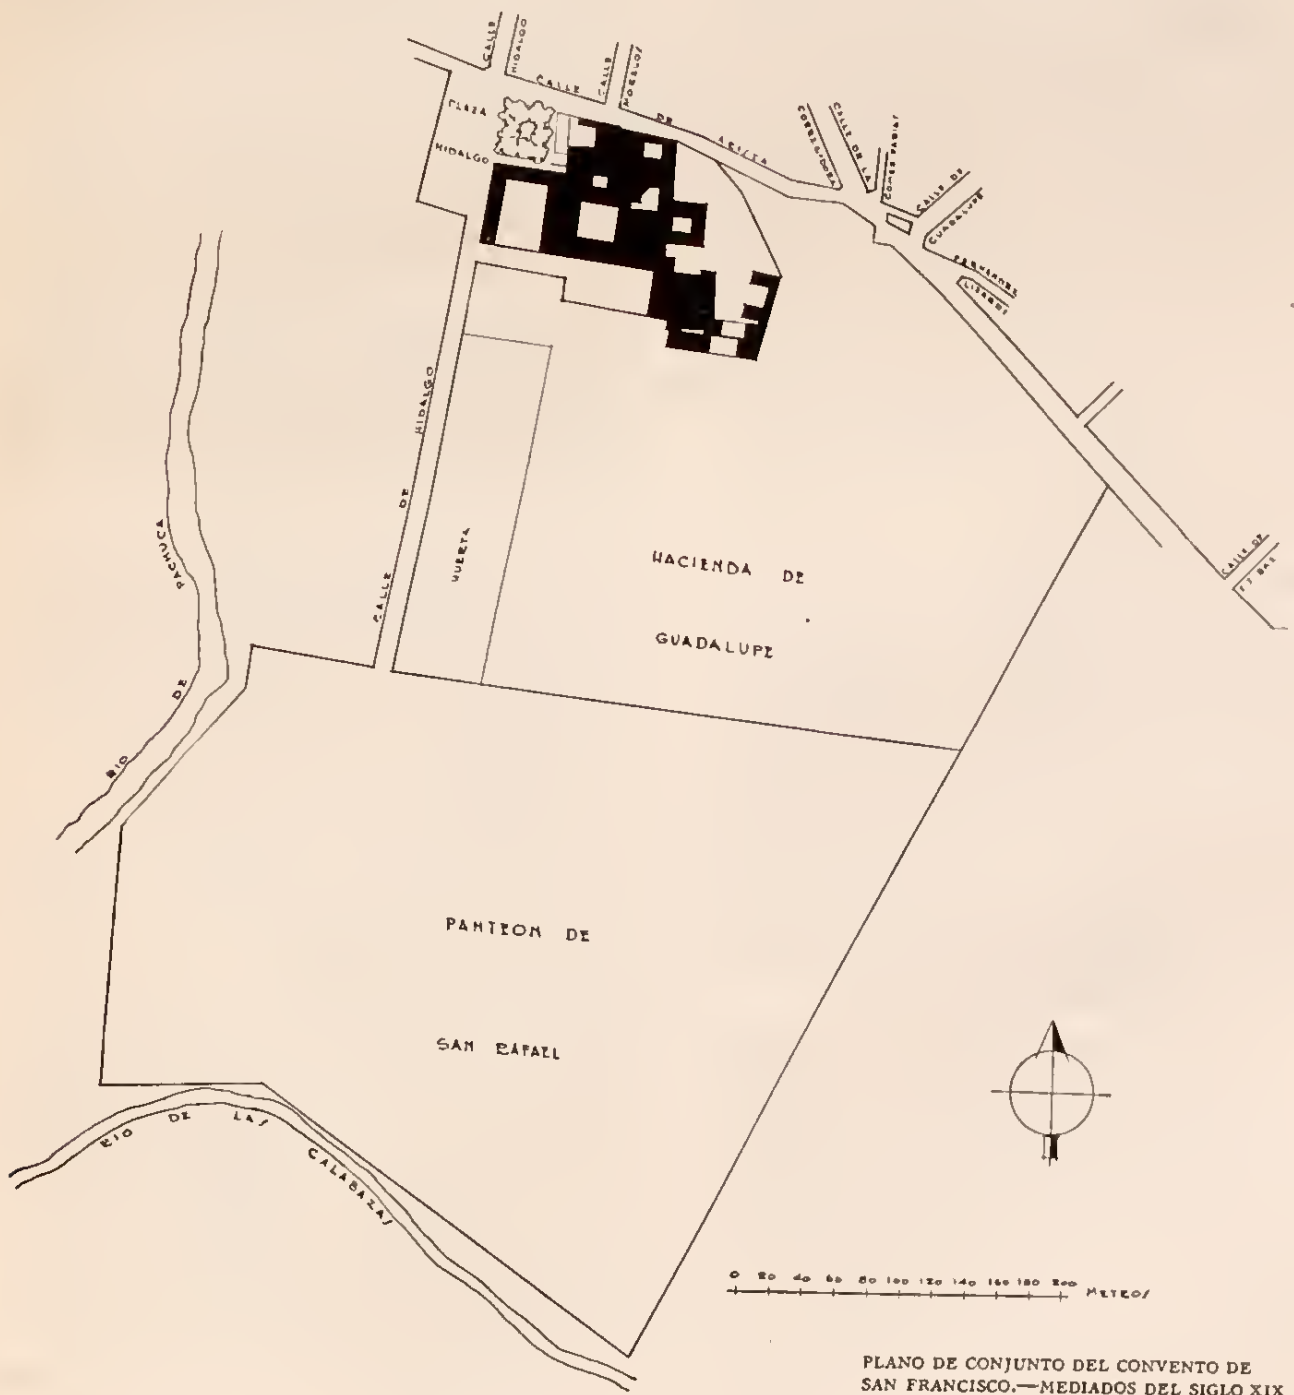 CALLE
HIDALGO
CALLE
CALLE
MORELOS
DE
ARISTA
PLAZA
HIDALGO
CORREGIDORA
CALLE DE LA
CALLE DE
GUADALUPE
FERNANDEZ
LIZARDI
CALLE DE HIDALGO
HUERTA
HACIENDA DE
GUADALUPE
CALLE DE
RIO DE PACHUCA
PANTEON DE
SAN RAFAEL
RIO DE LAS CALABAZAS
0 20 40 60 80 100 120 140 160 180 200 METROS
PLANO DE CONJUNTO DEL CONVENTO DE
SAN FRANCISCO.—MEDIADOS DEL SIGLO XIX